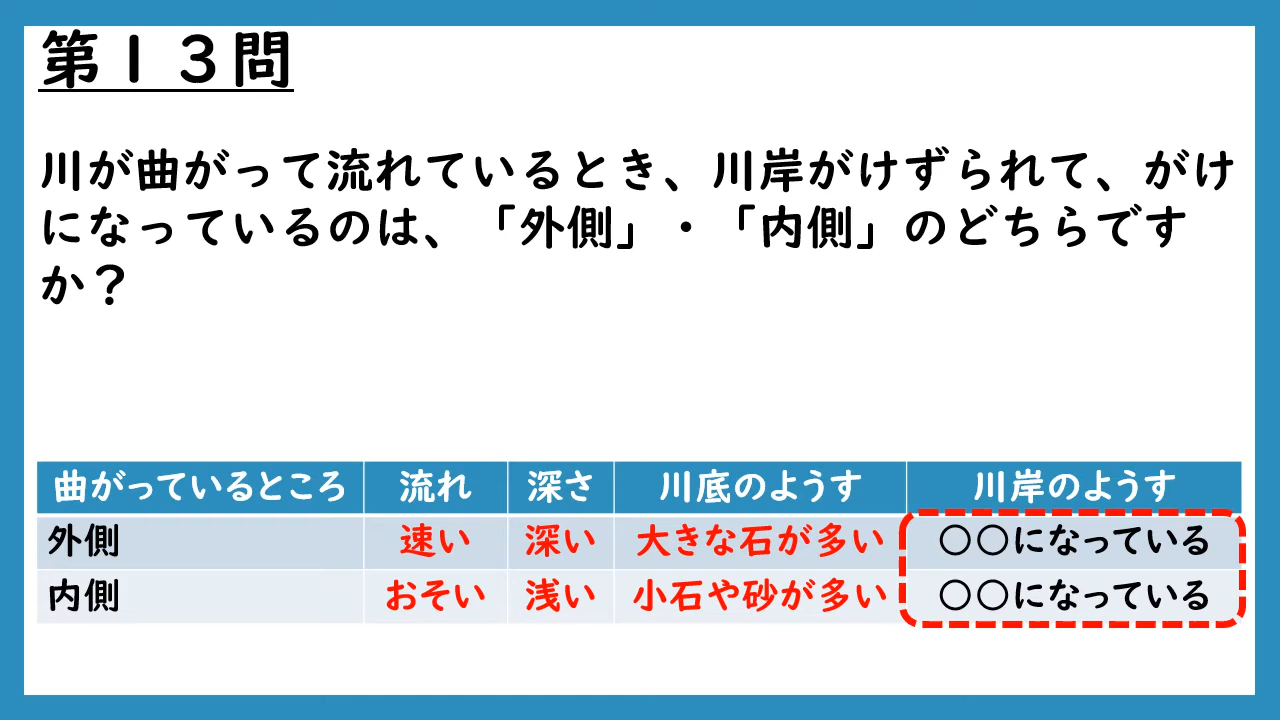 第１３問
川が曲がって流れているとき、川岸がけずられて、がけ
になっているのは、「外側」・「内側」のどちらです
か？
曲がっているところ 流れ 深さ 川底のようす 川岸のようす
外側 速い 深い 大きな石が多い 〇〇になっている
内側 おそい 浅い 小石や砂が多い 〇〇になっている